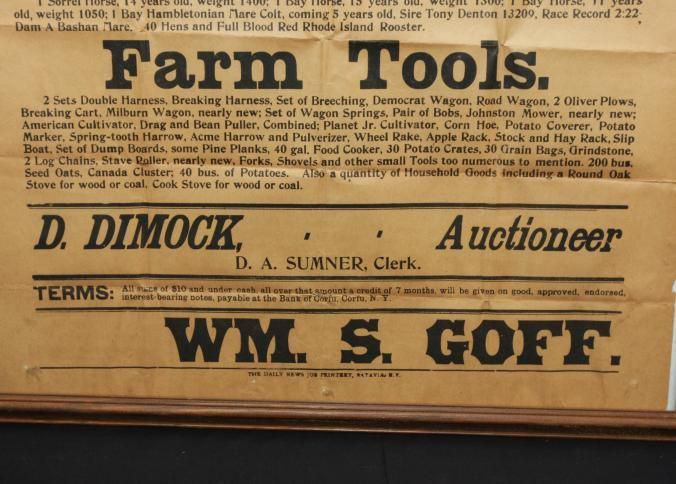 1 Sorrel Horse, 14 years old, weight 1400; 1 Bay Horse, 15 years old, weight 1300; 1 Bay Horse, 11 years
old, weight 1050; 1 Bay Hambletonian Mare Colt, coming 5 years old, Sire Tony Denton 13209, Race Record 2:22-
Dam A Bashan Mare. 40 Hens and Full Blood Red Rhode Island Rooster.
Farm Tools.
2 Sets Double Harness, Breaking Harness, Set of Breeching, Democrat Wagon, Road Wagon, 2 Oliver Plows,
Breaking Cart, Milburn Wagon, nearly new; Set of Wagon Springs, Pair of Bobs, Johnston Mower, nearly new;
American Cultivator, Drag and Bean Puller, Combined; Planet Jr. Cultivator, Corn Hoe, Potato Coverer, Potato
Marker, Spring-tooth Harrow, Acme Harrow and Pulverizer, Wheel Rake, Apple Rack, Stock and Hay Rack, Slip
Boat, Set of Dump Boards, some Pine Planks, 40 gal. Food Cooker, 30 Potato Crates, 30 Grain Bags, Grindstone,
2 Log Chains, Stave Roller, nearly new, Forks, Shovels and other small Tools too numerous to mention. 200 bus.
Seed Oats, Canada Cluster; 40 bus. of Potatoes. Also a quantity of Household Goods including a Round Oak
Stove for wood or coal, Cook Stove for wood or coal.
D. DIMOCK, ' ' Auctioneer
D. A. SUMNER, Clerk.
TERMS: All sums of $10 and under cash, all over that amount a credit of 7 months, will be given on good, approved, endorsed,
interest-bearing notes, payable at the Bank of Corfu, Corfu, N. Y.
WM. S. GOFF.
THE DAILY NEWS JOB PRINTERY, BATAVIA, N.Y.